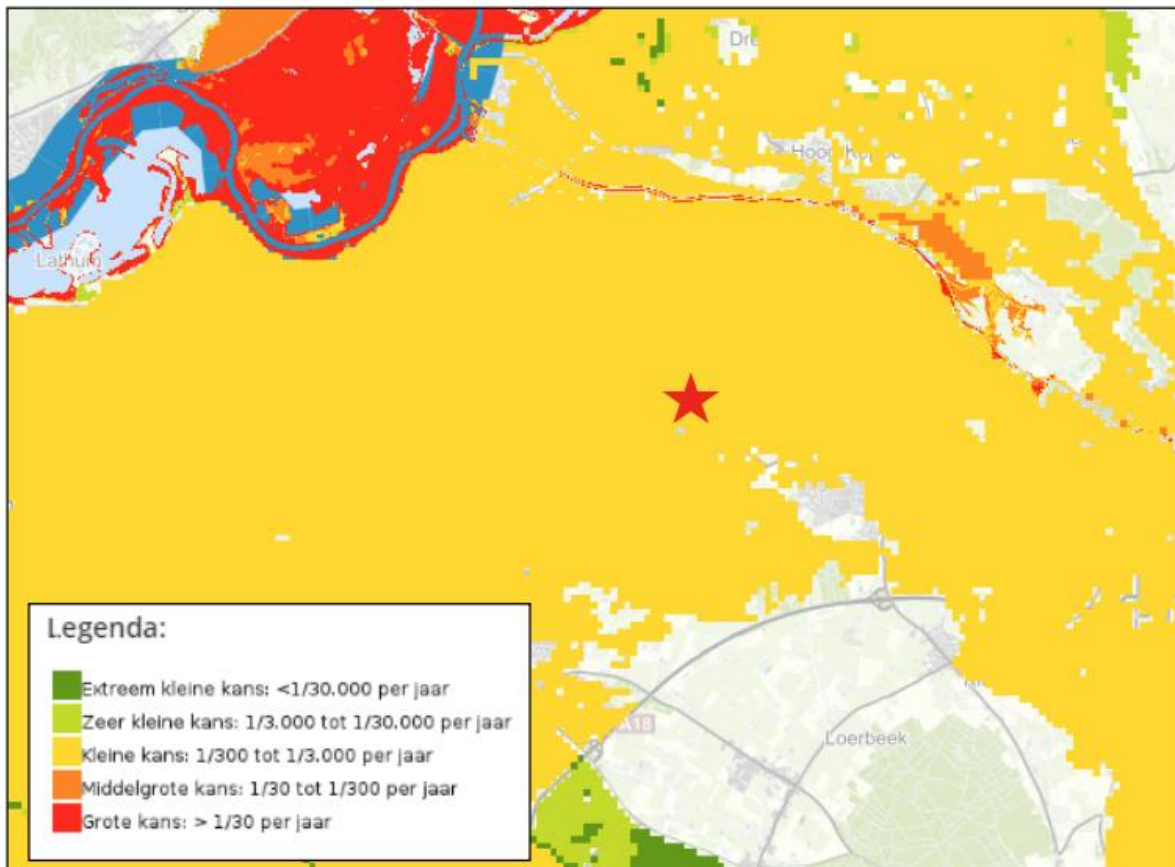 Dre
Lathum
A18
Loerbeek
Legenda:
Extreem kleine kans: <1/30.000 per jaar
Zeer kleine kans: 1/3.000 tot 1/30.000 per jaar
Kleine kans: 1/300 tot 1/3.000 per jaar
Middelgrote kans: 1/30 tot 1/300 per jaar
Grote kans: > 1/30 per jaar